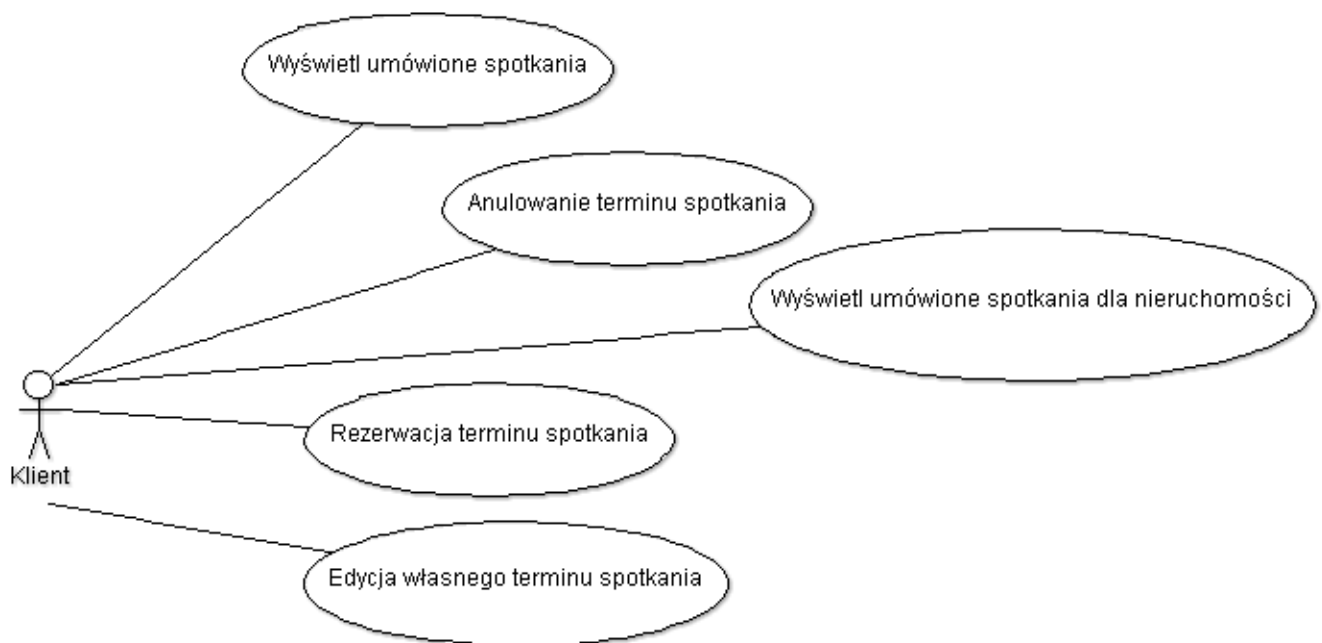 Wyświetl umówione spotkania
Anulowanie terminu spotkania
Wyświetl umówione spotkania dla nieruchomości
Rezerwacja terminu spotkania
Klient
Edycja własnego terminu spotkania